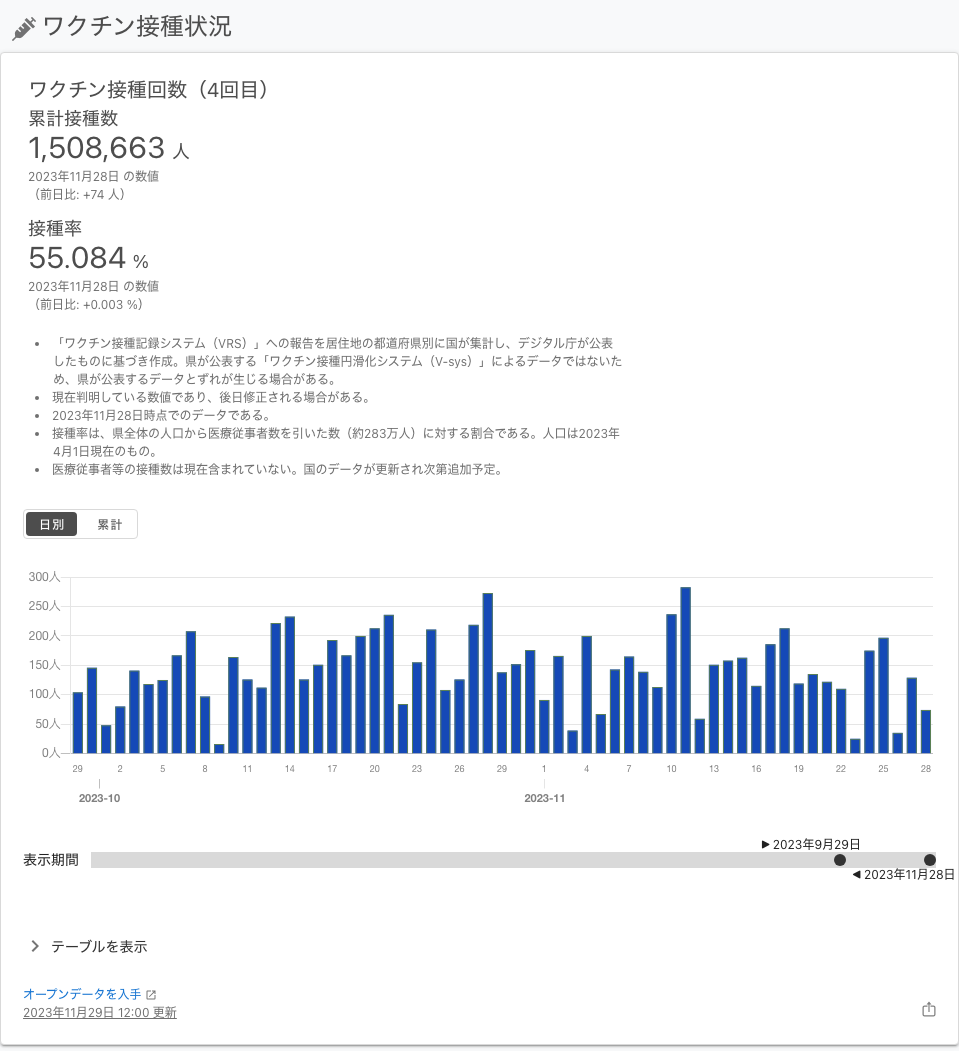 ワクチン接種状況
ワクチン接種回数（4回目）
累計接種数
1,508,663 人
2023年11月28日 の数値
（前日比: +74 人）
接種率
55.084 %
2023年11月28日 の数値
（前日比: +0.003 %）
• 「ワクチン接種記録システム（VRS）」への報告を居住地の都道府県別に国が集計し、デジタル庁が公表
したものに基づき作成。県が公表する「ワクチン接種円滑化システム（V-sys）」によるデータではないた
め、県が公表するデータとずれが生じる場合がある。
• 現在判明している数値であり、後日修正される場合がある。
• 2023年11月28日時点でのデータである。
• 接種率は、県全体の人口から医療従事者数を引いた数（約283万人）に対する割合である。人口は2023年
4月1日現在のもの。
• 医療従事者等の接種数は現在含まれていない。国のデータが更新され次第追加予定。
日別 累計
300人
250人
200人
150人
100人
50人
0人
29 2 5 8 11 14 17 20 23 26 29 1 4 7 10 13 16 19 22 25 28
2023-10 2023-11
▶ 2023年9月29日
表示期間
◀ 2023年11月28日
テーブルを表示
オープンデータを入手
2023年11月29日 12:00 更新